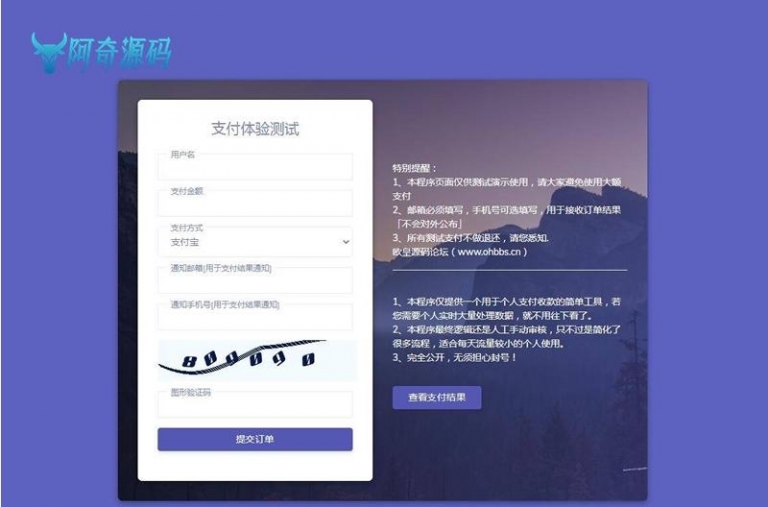 阿奇源码
支付体验测试
用户名
支付金额
支付方式
支付宝
通知邮箱[用于支付结果通知]
通知手机号[用于支付结果通知]
809090
图形验证码
提交订单
特别提醒：
1、本程序页面仅供测试演示使用，请大家避免使用大额
支付
2、邮箱必须填写，手机号可选填写，用于接收订单结果
「不会对外公布」
3、所有测试支付不做退还，请您悉知.
欧皇源码论坛（www.ohbbs.cn）
1、本程序仅提供一个用于个人支付收款的简单工具，若
您需要个人实时大量处理数据，就不用往下看了。
2、本程序最终逻辑还是人工手动审核，只不过是简化了
很多流程，适合每天流量较小的个人使用。
3、完全公开，无须担心封号！
查看支付结果